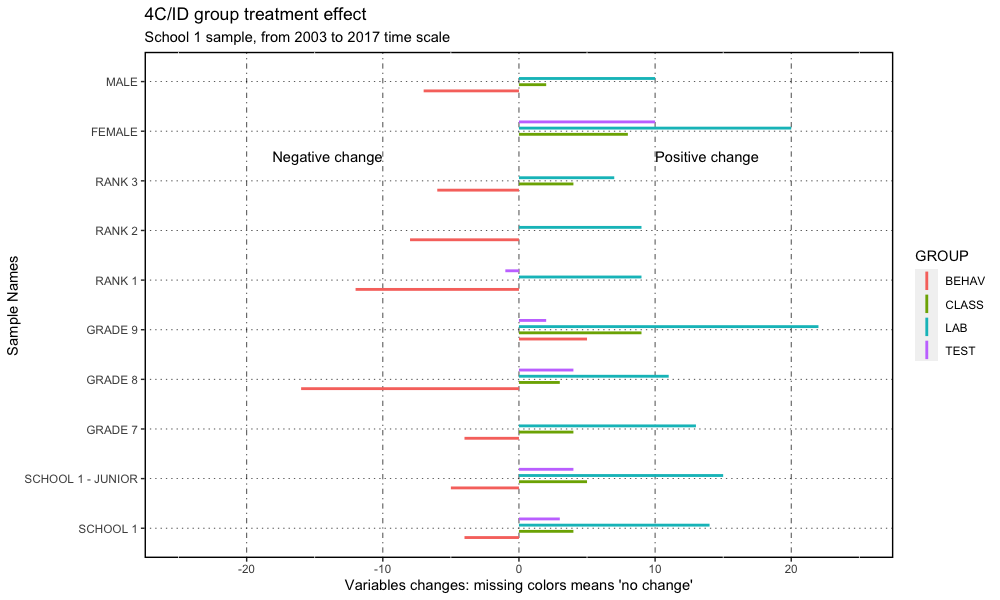 4C/ID group treatment effect
School 1 sample, from 2003 to 2017 time scale
MALE
FEMALE
Negative change
Positive change
RANK 3
RANK 2
RANK 1
GRADE 9
GRADE 8
GRADE 7
SCHOOL 1 - JUNIOR
SCHOOL 1
Sample Names
-20
-10
0
10
20
Variables changes: missing colors means 'no change'
GROUP
BEHAV
CLASS
LAB
TEST